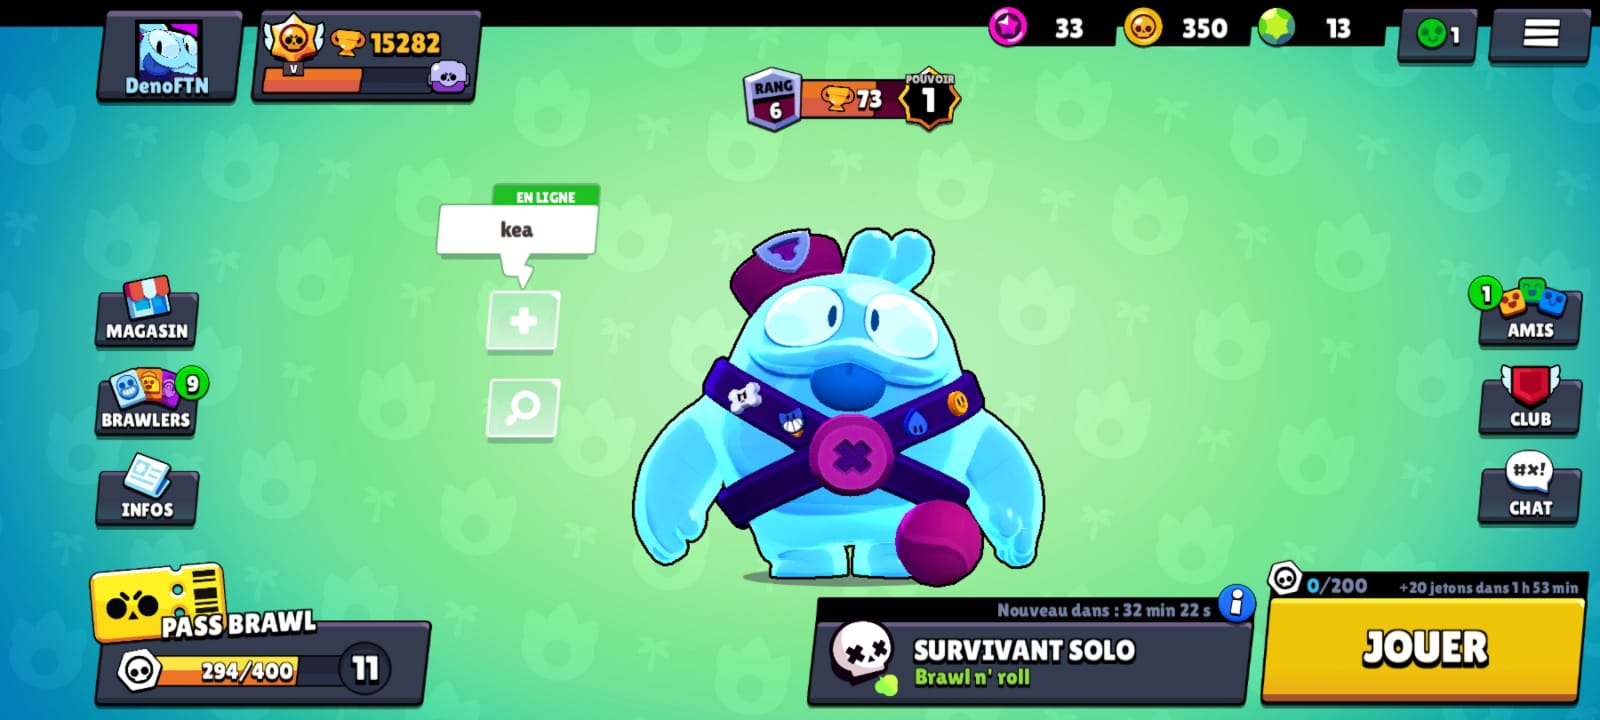 DenoFTN
V
15282
33
350
13
1
RANG
6
73
POUVOIR
1
EN LIGNE
kea
MAGASIN
9
BRAWLERS
INFOS
1
AMIS
CLUB
#x!
CHAT
PASS BRAWL
294/400
11
Nouveau dans : 32 min 22 s
i
SURVIVANT SOLO
Brawl n' roll
0/200
+20 jetons dans 1 h 53 min
JOUER